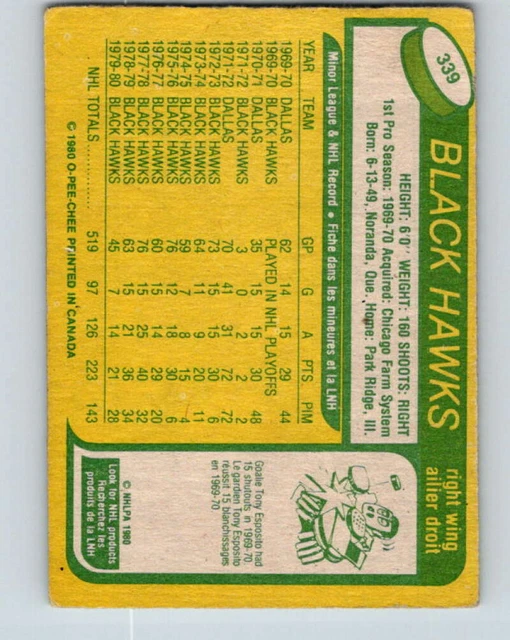 339
BLACK HAWKS
right wing
ailier droit
HEIGHT: 6'0" WEIGHT: 160 SHOOTS: RIGHT
1st Pro Season: 1969-70 Acquired: Chicago Farm System
Born: 6-13-49, Noranda, Que. Home: Park Ridge, Ill.
Minor League & NHL Record • Fiche dans les mineures et la LNH
YEAR TEAM GP G A PTS PIM
1969-70 DALLAS 62 14 15 29 44
1969-70 BLACK HAWKS PLAYED IN NHL PLAYOFFS
1970-71 DALLAS 35 15 15 30 48
1971-72 BLACK HAWKS 3 0 2 2 2
1971-72 DALLAS 70 41 31 72 72
1972-73 BLACK HAWKS 73 15 15 30 6
1973-74 BLACK HAWKS 64 11 9 20 11
1974-75 BLACK HAWKS 59 7 8 15 4
1975-76 BLACK HAWKS 76 12 18 30 6
1976-77 BLACK HAWKS 60 15 14 29 20
1977-78 BLACK HAWKS 76 15 25 40 32
1978-79 BLACK HAWKS 63 15 21 36 34
1979-80 BLACK HAWKS 45 7 14 21 28
NHL TOTALS .............. 519 97 126 223 143
© 1980 O-PEE-CHEE PRINTED IN CANADA
Goalie Tony Esposito had
15 shutouts in 1969-70
Le gardien Tony Esposito
réussit 15 blanchissages
en 1969-70
© NHLPA 1980
Look for NHL products
Recherchez les
produits de la LNH